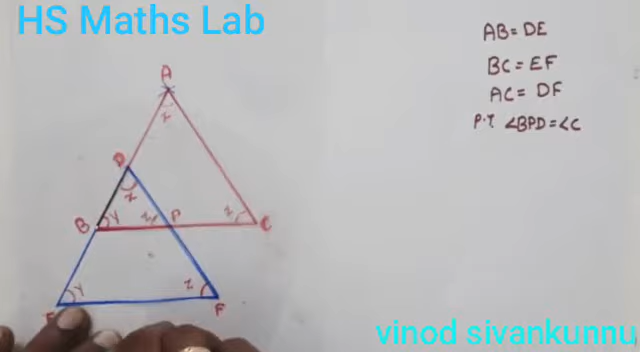 HS Maths Lab
AB = DE
BC = EF
AC = DF
P.T ∠BPD = ∠C
A
x
D
x
B
y
P
z
C
y
z
F
vinod sivankunnu